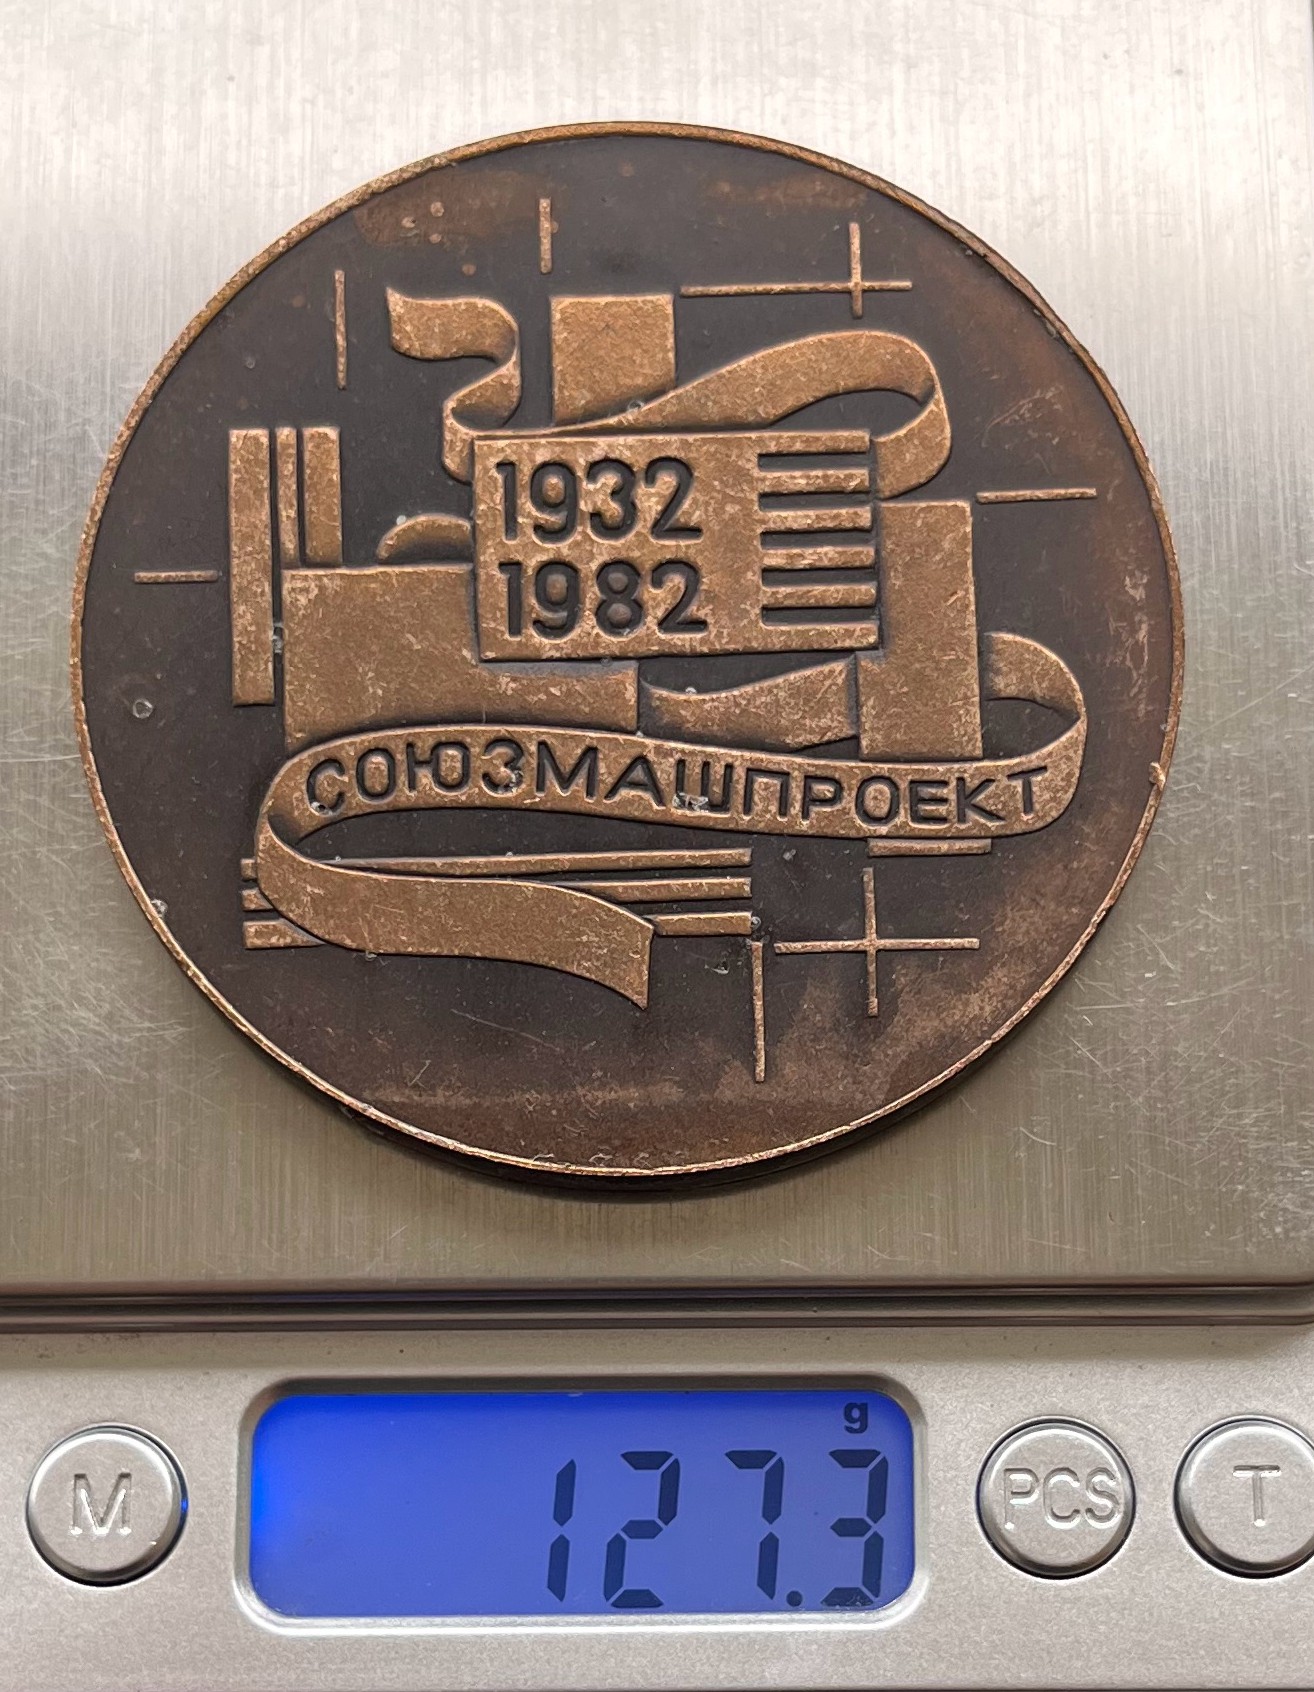 1932
1982
СОЮЗМАШПРОЕКТ
g
127.3
M
PCS
T